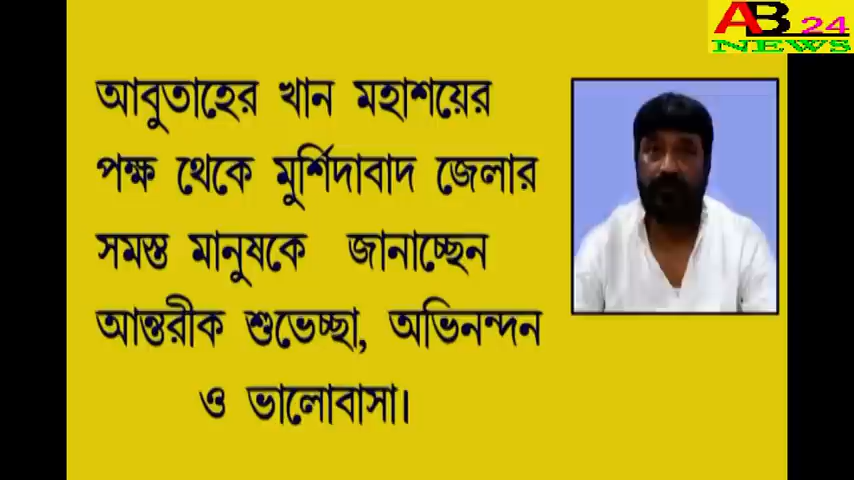 AB 24
NEWS
আবুতাহের খান মহাশয়ের
পক্ষ থেকে মুর্শিদাবাদ জেলার
সমস্ত মানুষকে জানাচ্ছেন
আন্তরীক শুভেচ্ছা, অভিনন্দন
ও ভালোবাসা।